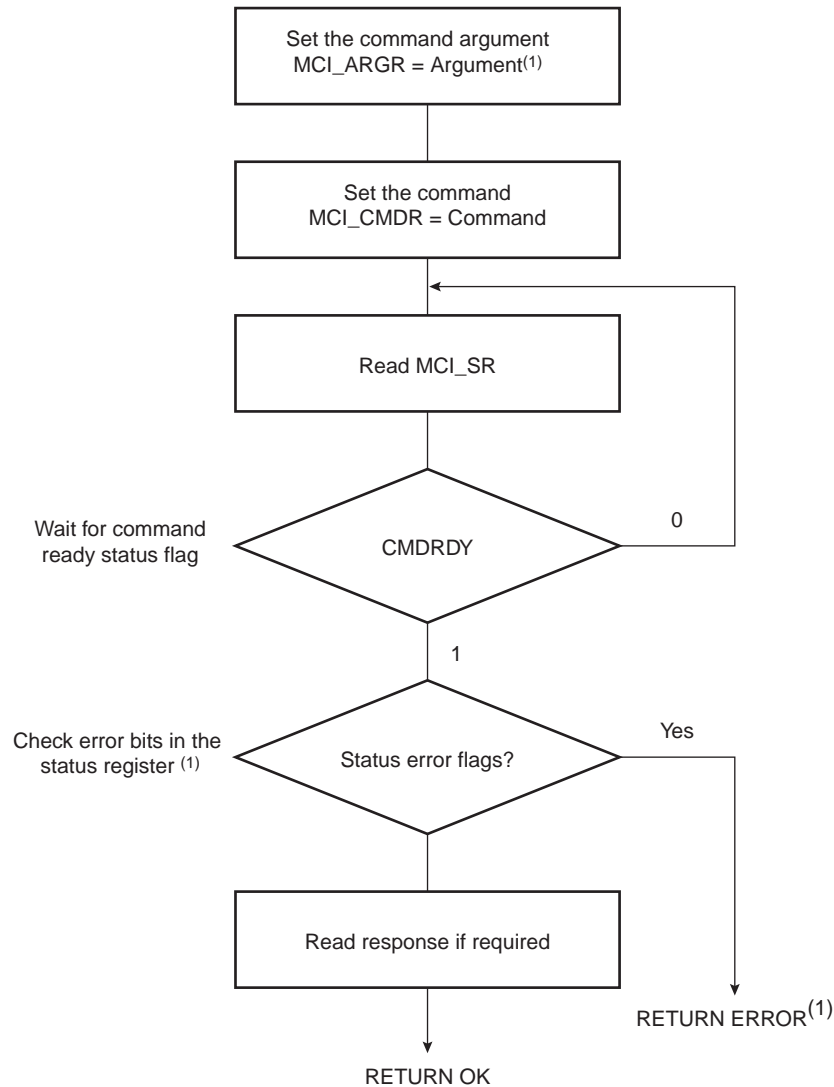 Set the command argument
MCI_ARGR = Argument(1)
Set the command
MCI_CMDR = Command
Read MCI_SR
Wait for command
ready status flag
CMDRDY
0
1
Check error bits in the
status register (1)
Status error flags?
Yes
Read response if required
RETURN ERROR(1)
RETURN OK